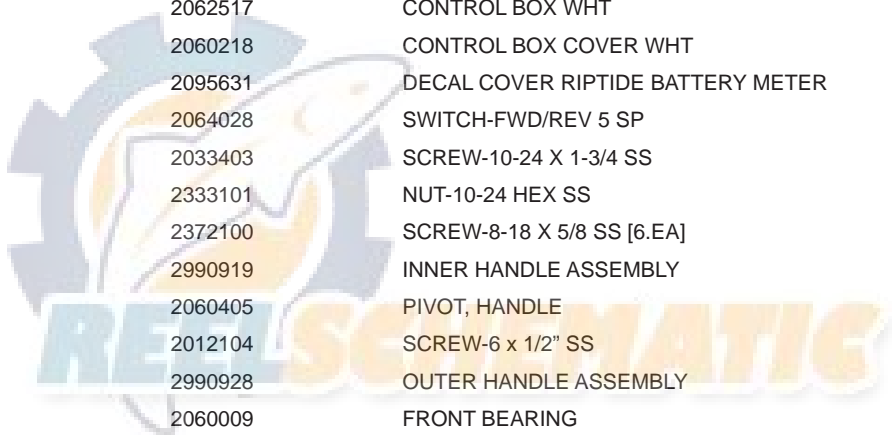 2062517 CONTROL BOX WHT
2060218 CONTROL BOX COVER WHT
2095631 DECAL COVER RIPTIDE BATTERY METER
2064028 SWITCH-FWD/REV 5 SP
2033403 SCREW-10-24 X 1-3/4 SS
2333101 NUT-10-24 HEX SS
2372100 SCREW-8-18 X 5/8 SS [6.EA]
2990919 INNER HANDLE ASSEMBLY
2060405 PIVOT, HANDLE
REELSCHEMATIC
2012104 SCREW-6 x 1/2” SS
2990928 OUTER HANDLE ASSEMBLY
2060009 FRONT BEARING